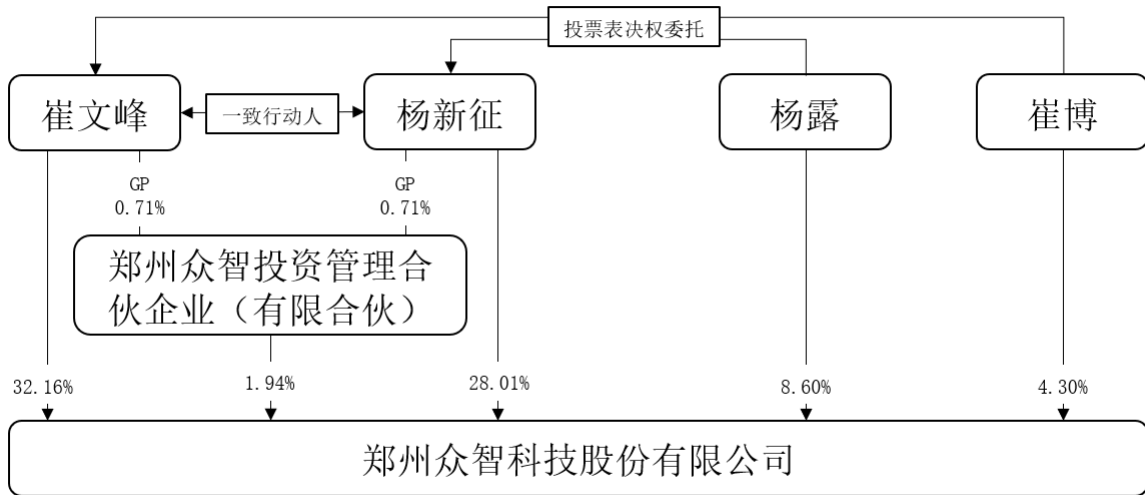 投票表决权委托
崔文峰
一致行动人
杨新征
杨露
崔博
GP
0.71%
GP
0.71%
郑州众智投资管理合
伙企业（有限合伙）
32.16%
1.94%
28.01%
8.60%
4.30%
郑州众智科技股份有限公司